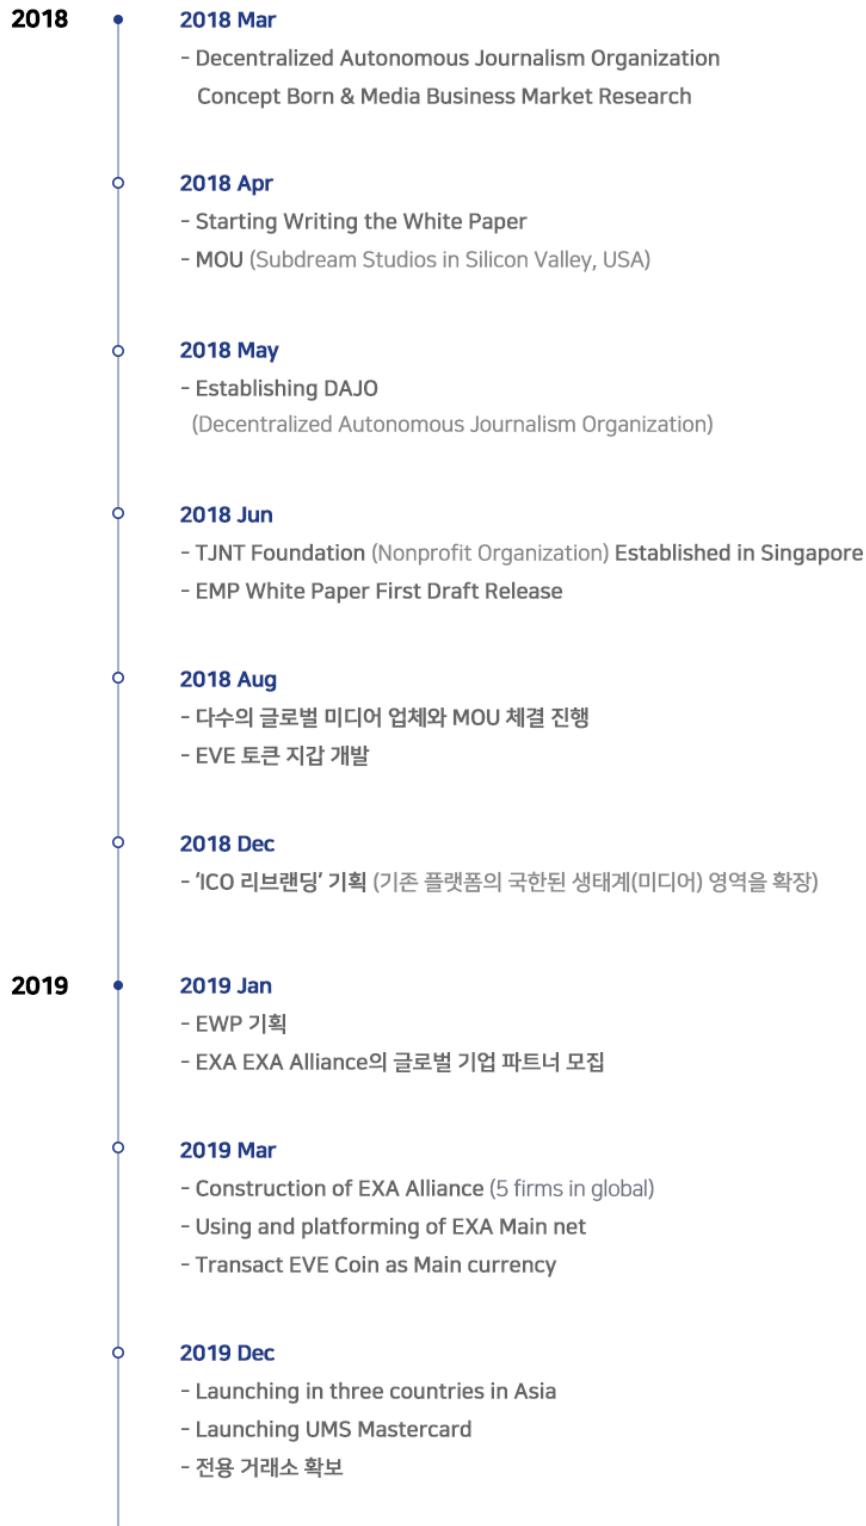 2018
2018 Mar
- Decentralized Autonomous Journalism Organization
Concept Born & Media Business Market Research
2018 Apr
- Starting Writing the White Paper
- MOU (Subdream Studios in Silicon Valley, USA)
2018 May
- Establishing DAJO
(Decentralized Autonomous Journalism Organization)
2018 Jun
- TJNT Foundation (Nonprofit Organization) Established in Singapore
- EMP White Paper First Draft Release
2018 Aug
- 다수의 글로벌 미디어 업체와 MOU 체결 진행
- EVE 토큰 지갑 개발
2018 Dec
- ‘ICO 리브랜딩’ 기획 (기존 플랫폼의 국한된 생태계(미디어) 영역을 확장)
2019
2019 Jan
- EWP 기획
- EXA EXA Alliance의 글로벌 기업 파트너 모집
2019 Mar
- Construction of EXA Alliance (5 firms in global)
- Using and platforming of EXA Main net
- Transact EVE Coin as Main currency
2019 Dec
- Launching in three countries in Asia
- Launching UMS Mastercard
- 전용 거래소 확보